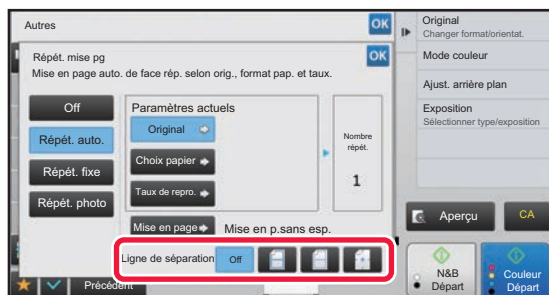 Autres
OK
Répét. mise pg
OK
Mise en page auto. de face rép. selon orig., format pap. et taux.
Off
Répét. auto.
Répét. fixe
Répét. photo
Paramètres actuels
Original
Choix papier
Taux de repro.
Nombre
répét.
1
Mise en page
Mise en p.sans esp.
Ligne de séparation
Off
Précédent
Original
Changer format/orientat.
Mode couleur
Ajust. arrière plan
Exposition
Sélectionner type/exposition
Aperçu
CA
N&B
Départ
Couleur
Départ